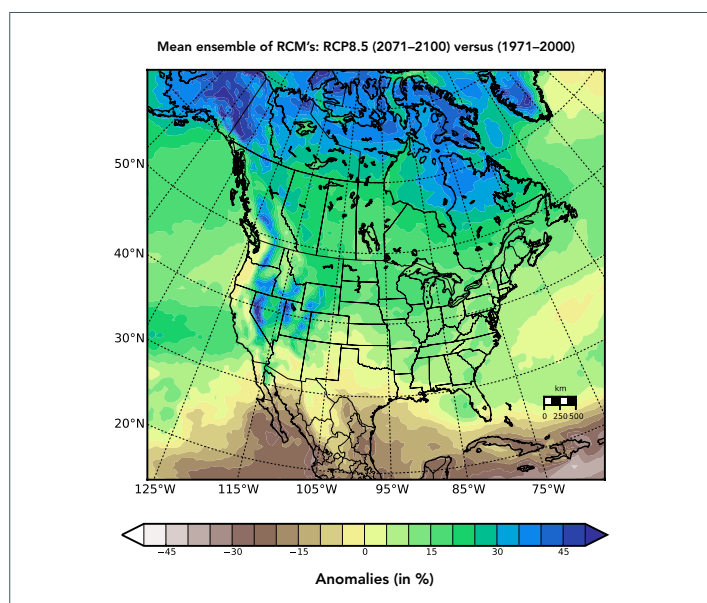 Mean ensemble of RCM's: RCP8.5 (2071–2100) versus (1971–2000)
50°N
40°N
30°N
20°N
km
0 250 500
125°W 115°W 105°W 95°W 85°W 75°W
−45 −30 −15 0 15 30 45
Anomalies (in %)